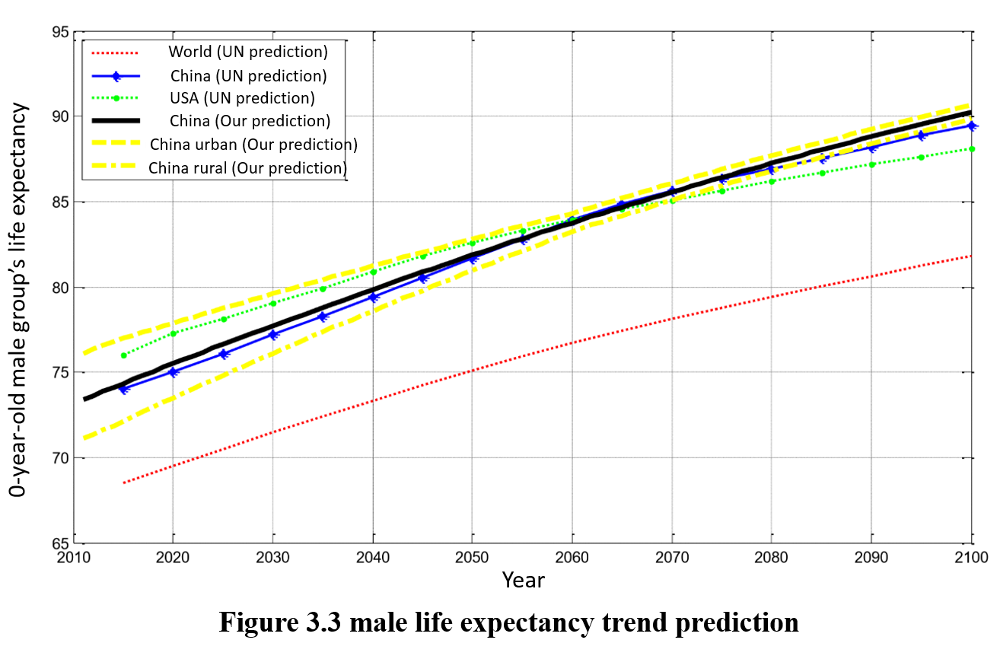 95
90
85
80
75
70
65
World (UN prediction)
China (UN prediction)
USA (UN prediction)
China (Our prediction)
China urban (Our prediction)
China rural (Our prediction)
0-year-old male group's life expectancy
2010 2020 2030 2040 2050 2060 2070 2080 2090 2100
Year
Figure 3.3 male life expectancy trend prediction